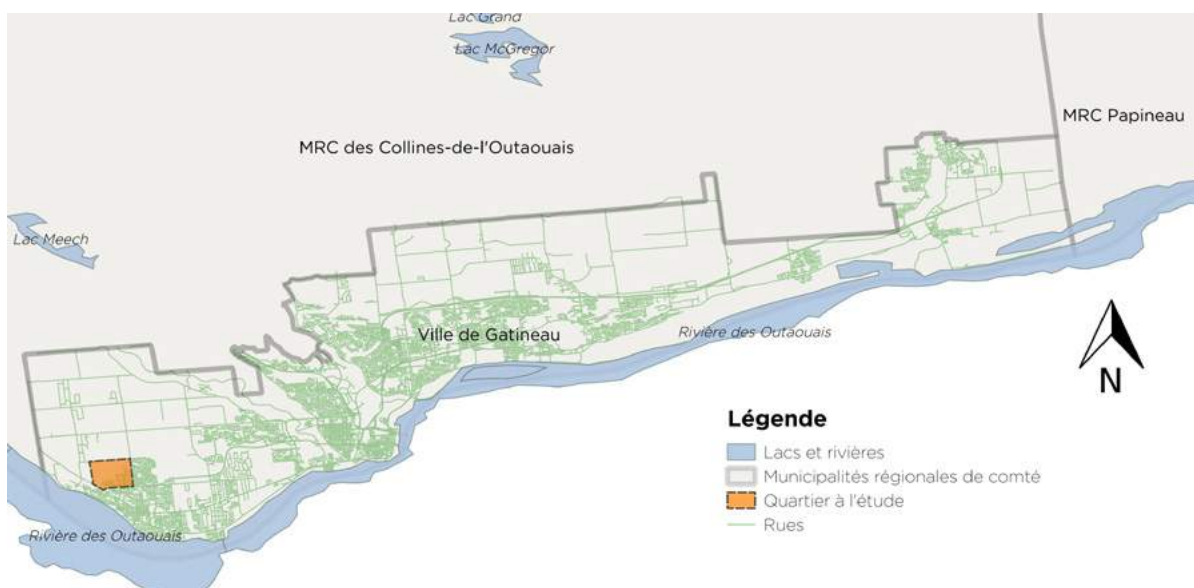 Lac Grand
Lac McGregor
MRC Papineau
MRC des Collines-de-l'Outaouais
Lac Meech
Ville de Gatineau
Rivière des Outaouais
N
Légende
Lacs et rivières
Municipalités régionales de comté
Quartier à l'étude
Rues
Rivière des Outaouais